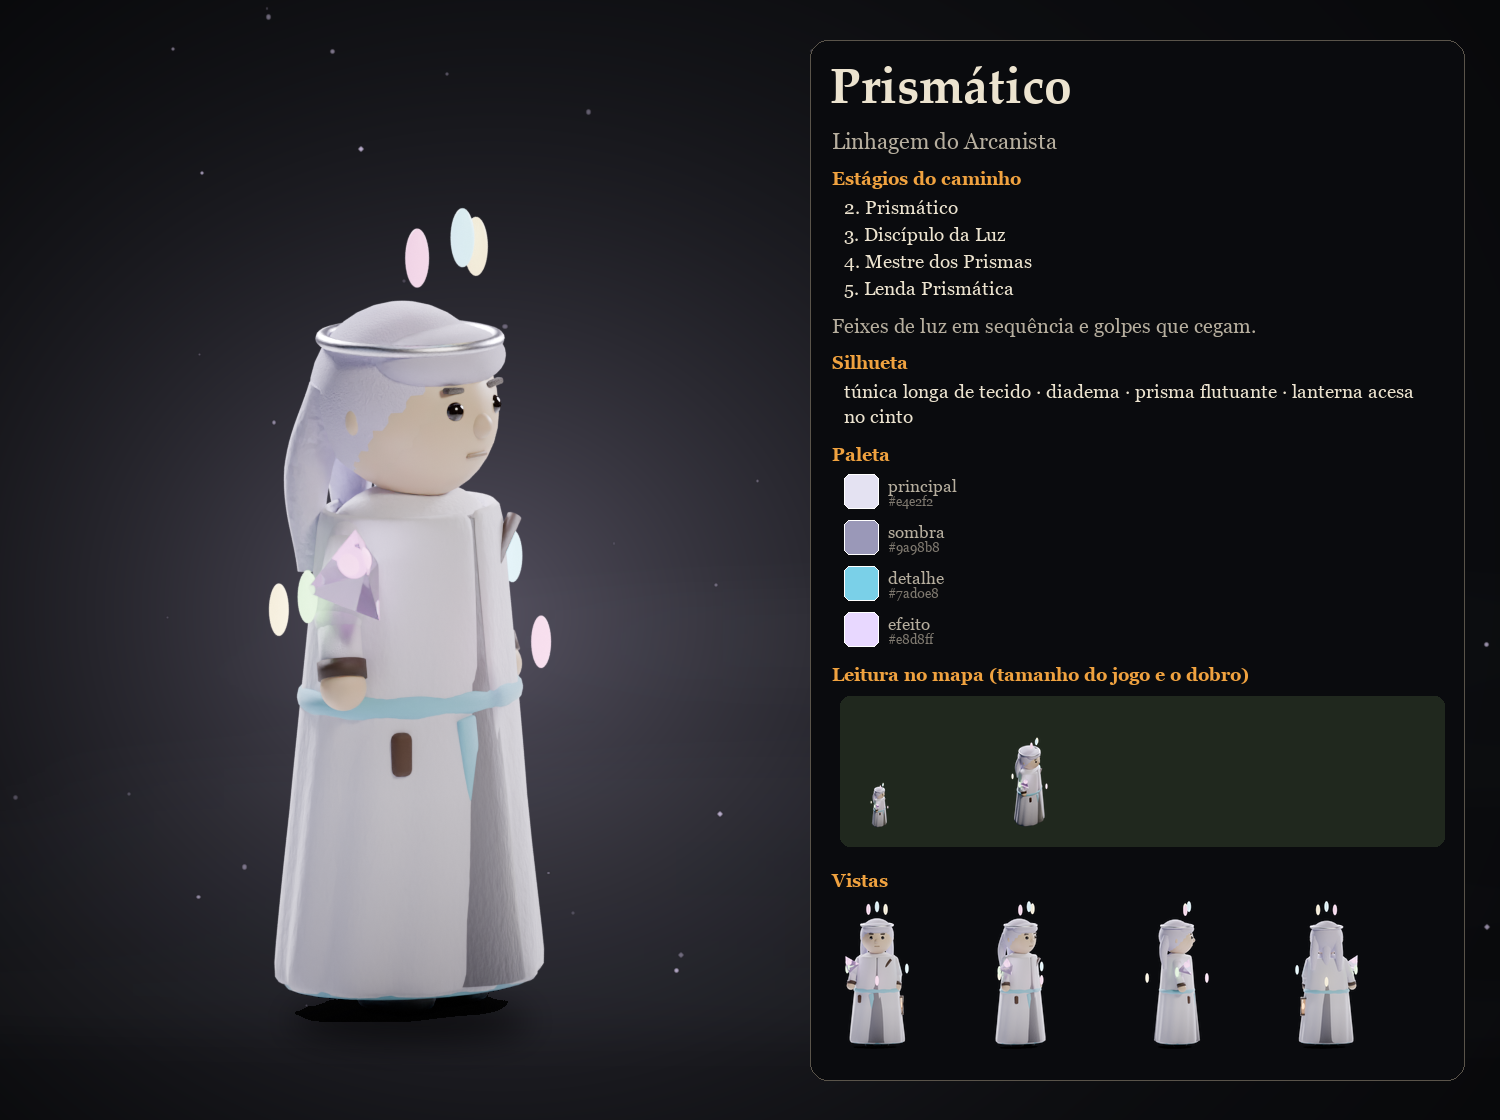 Prismático
Linhagem do Arcanista
Estágios do caminho
2. Prismático
3. Discípulo da Luz
4. Mestre dos Prismas
5. Lenda Prismática
Feixes de luz em sequência e golpes que cegam.
Silhueta
túnica longa de tecido · diadema · prisma flutuante · lanterna acesa
no cinto
Paleta
principal
#e4e2f2
sombra
#9a98b8
detalhe
#7ad0e8
efeito
#e8d8ff
Leitura no mapa (tamanho do jogo e o dobro)
Vistas